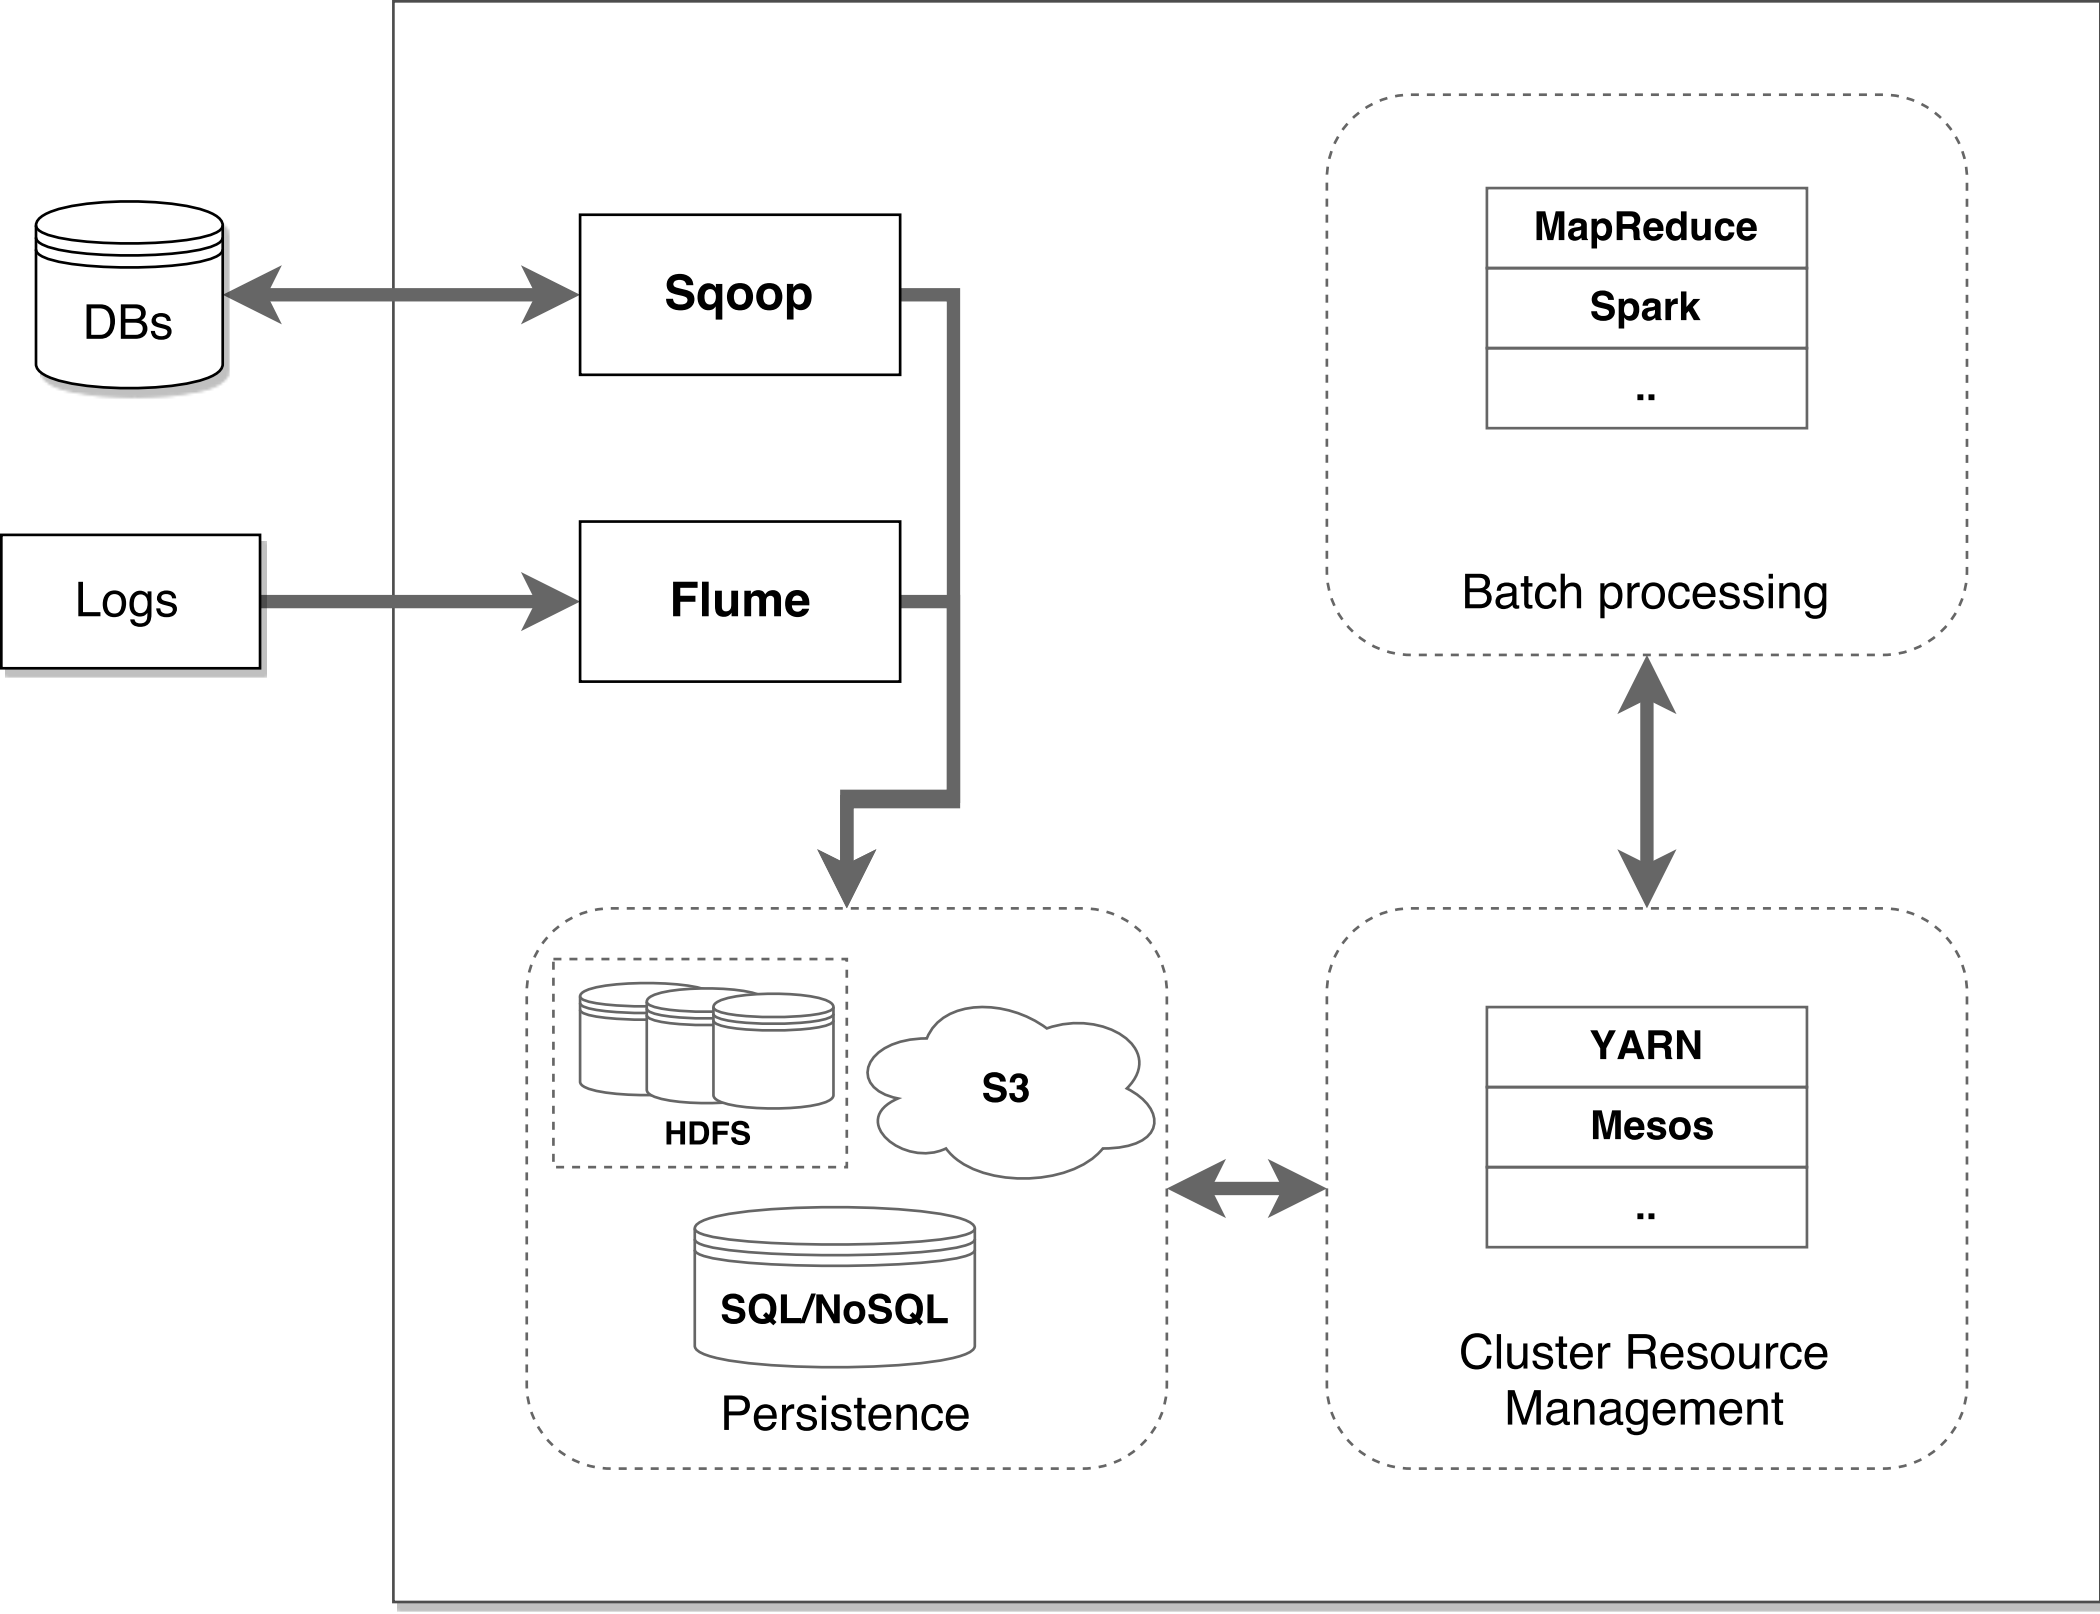 DBs
Sqoop
Logs
Flume
MapReduce
Spark
..
Batch processing
HDFS
S3
SQL/NoSQL
Persistence
YARN
Mesos
..
Cluster Resource
Management